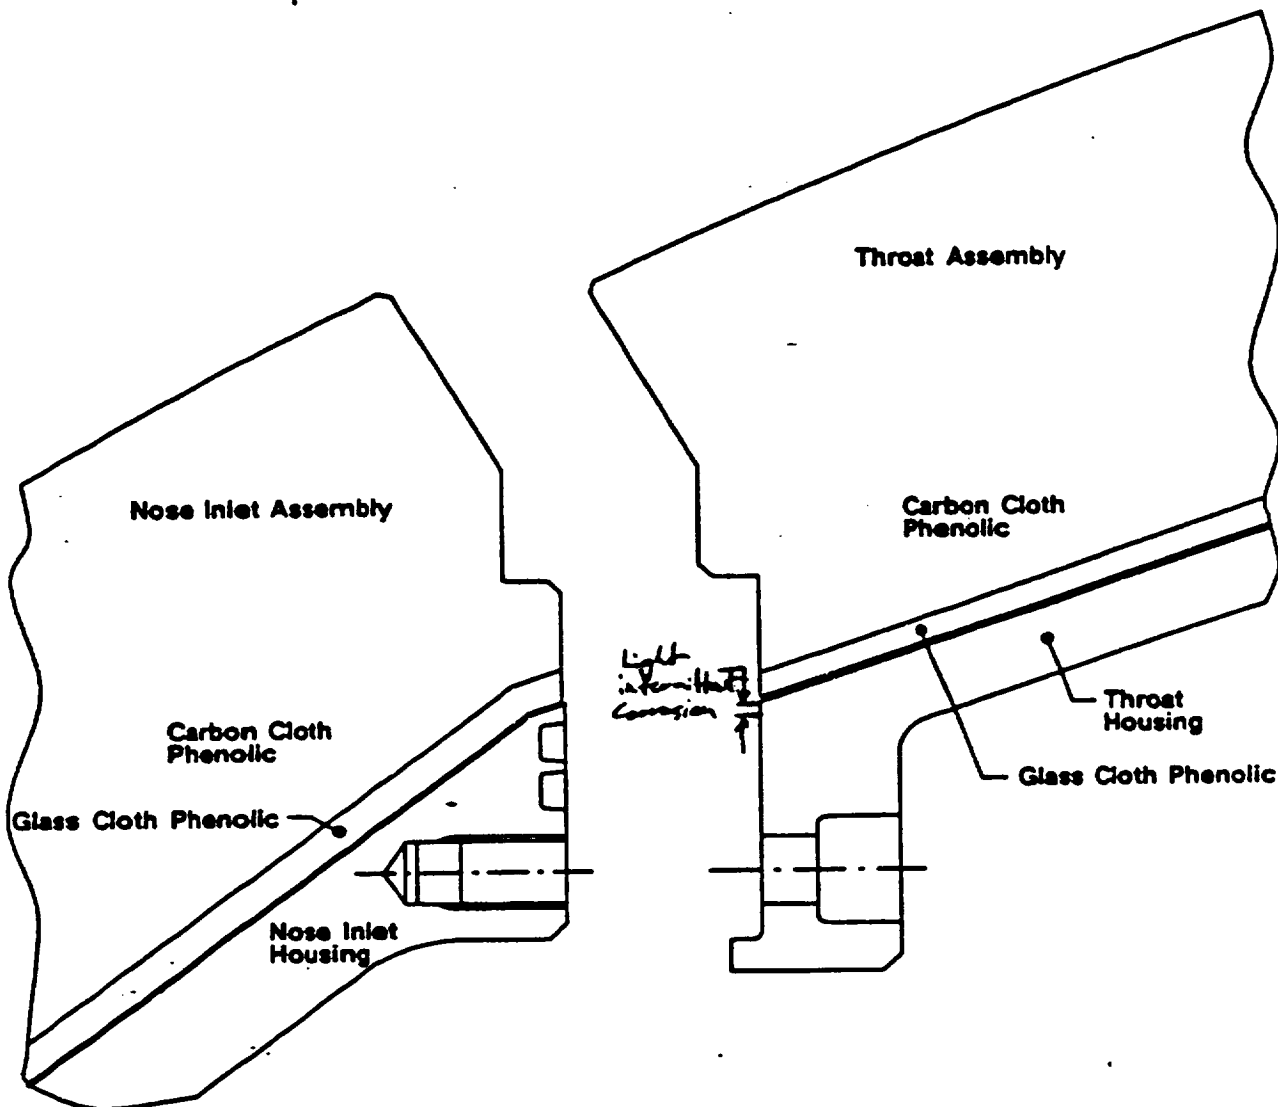 Throat Assembly
Nose Inlet Assembly
Carbon Cloth
Phenolic
Light
intermittent
Corrosion
Throat
Housing
Carbon Cloth
Phenolic
Glass Cloth Phenolic
Glass Cloth Phenolic
Nose Inlet
Housing